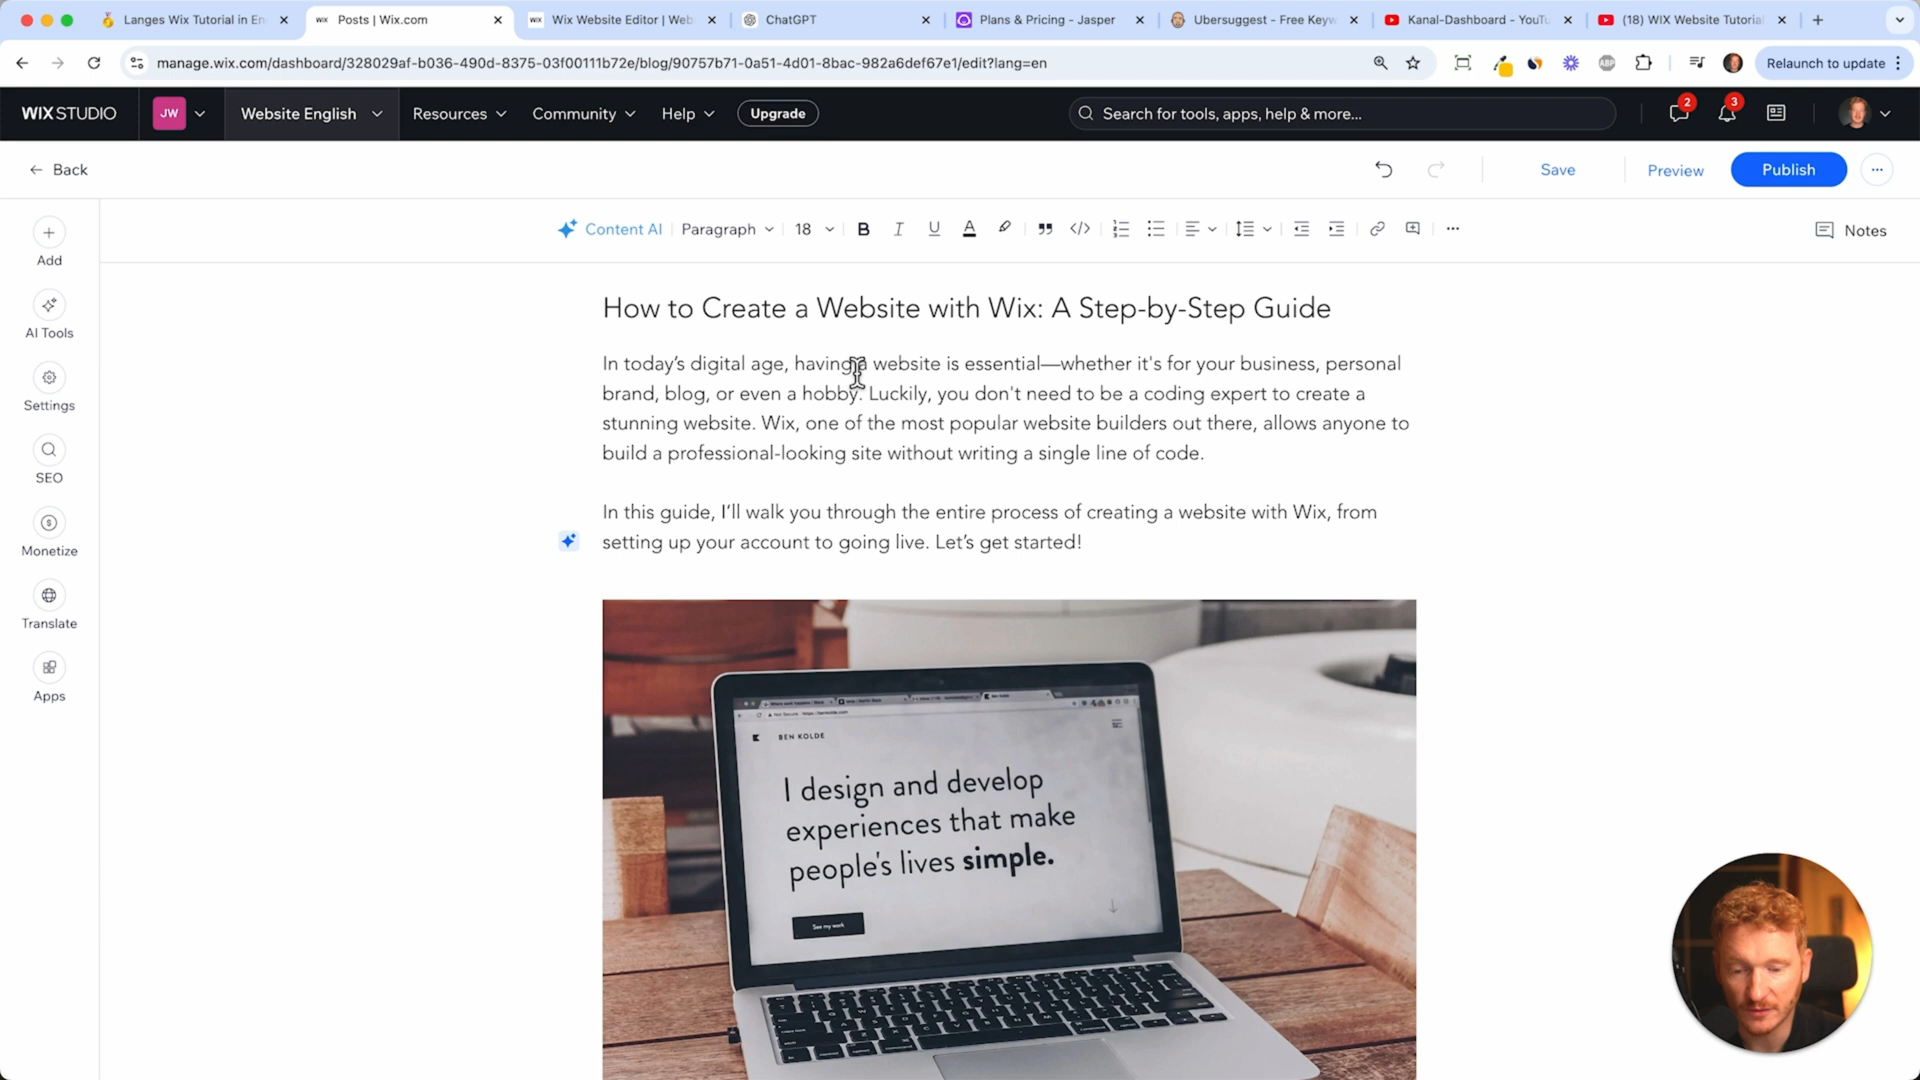 Langes Wix Tutorial in En
Posts | Wix.com
Wix Website Editor | Web
ChatGPT
Plans & Pricing - Jasper
Ubersuggest - Free Keyw
Kanal-Dashboard - YouTu
(18) WIX Website Tutoria
manage.wix.com/dashboard/328029af-b036-490d-8375-03f00111b72e/blog/90757b71-0a51-4d01-8bac-982a6def67e1/edit?lang=en
Relaunch to update
WIX STUDIO
JW
Website English
Resources
Community
Help
Upgrade
Search for tools, apps, help & more...
2
3
Back
Save
Preview
Publish
Content AI
Paragraph
18
B
I
U
A
Notes
Add
AI Tools
Settings
SEO
Monetize
Translate
Apps
How to Create a Website with Wix: A Step-by-Step Guide
In today’s digital age, having a website is essential—whether it's for your business, personal
brand, blog, or even a hobby. Luckily, you don't need to be a coding expert to create a
stunning website. Wix, one of the most popular website builders out there, allows anyone to
build a professional-looking site without writing a single line of code.
In this guide, I’ll walk you through the entire process of creating a website with Wix, from
setting up your account to going live. Let’s get started!
BEN KOLDE
I design and develop
experiences that make
people's lives simple.
See my work